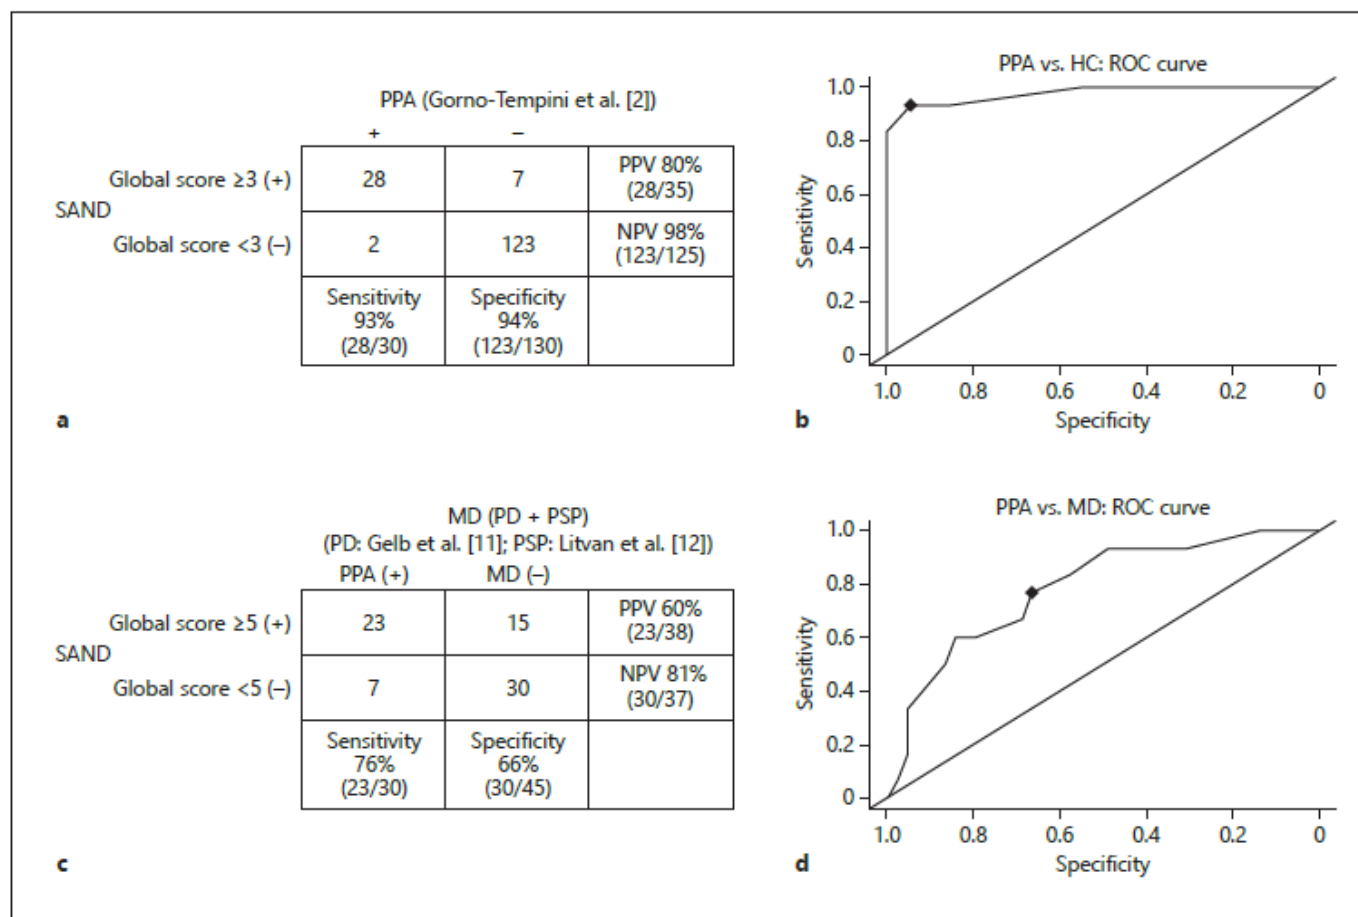 PPA (Gorno-Tempini et al. [2])
+ –
Global score ≥3 (+) 28 7 PPV 80%
(28/35)
SAND
Global score <3 (–) 2 123 NPV 98%
(123/125)
Sensitivity Specificity
93% 94%
(28/30) (123/130)
a
PPA vs. HC: ROC curve
1.0
0.8
0.6
0.4
0.2
0
Sensitivity
1.0 0.8 0.6 0.4 0.2 0
Specificity
b
MD (PD + PSP)
(PD: Gelb et al. [11]; PSP: Litvan et al. [12])
PPA (+) MD (–)
Global score ≥5 (+) 23 15 PPV 60%
(23/38)
SAND
Global score <5 (–) 7 30 NPV 81%
(30/37)
Sensitivity Specificity
76% 66%
(23/30) (30/45)
c
PPA vs. MD: ROC curve
1.0
0.8
0.6
0.4
0.2
0
Sensitivity
1.0 0.8 0.6 0.4 0.2 0
Specificity
d